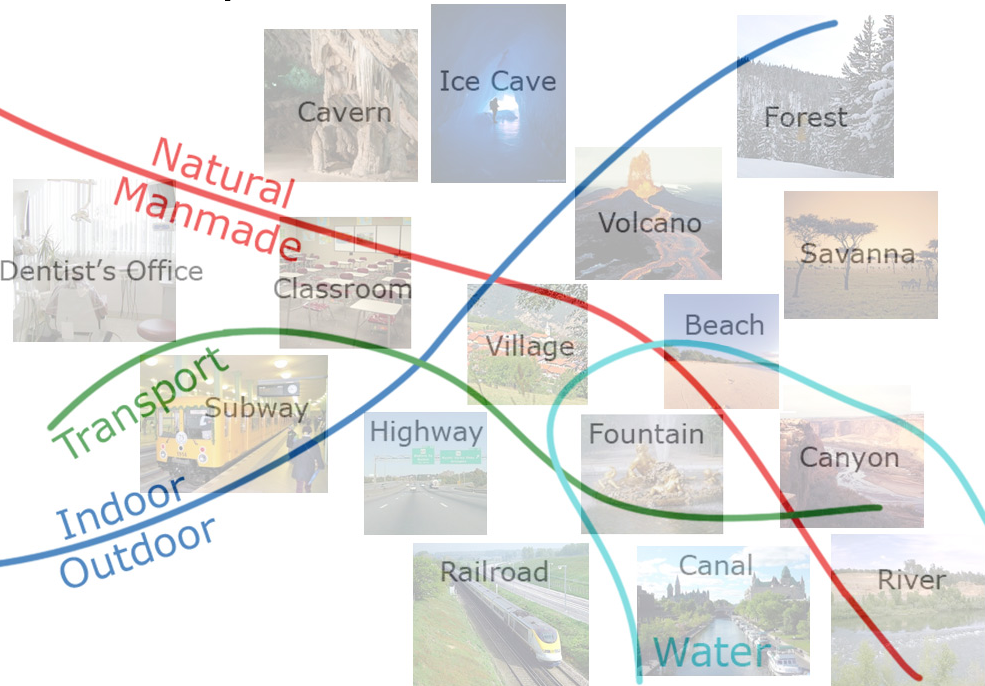 Ice Cave
Cavern
Forest
Natural
Manmade
Volcano
Savanna
Dentist’s Office
Classroom
Beach
Village
Transport
Subway
Highway
Fountain
Canyon
Indoor
Outdoor
Railroad
Canal
River
Water